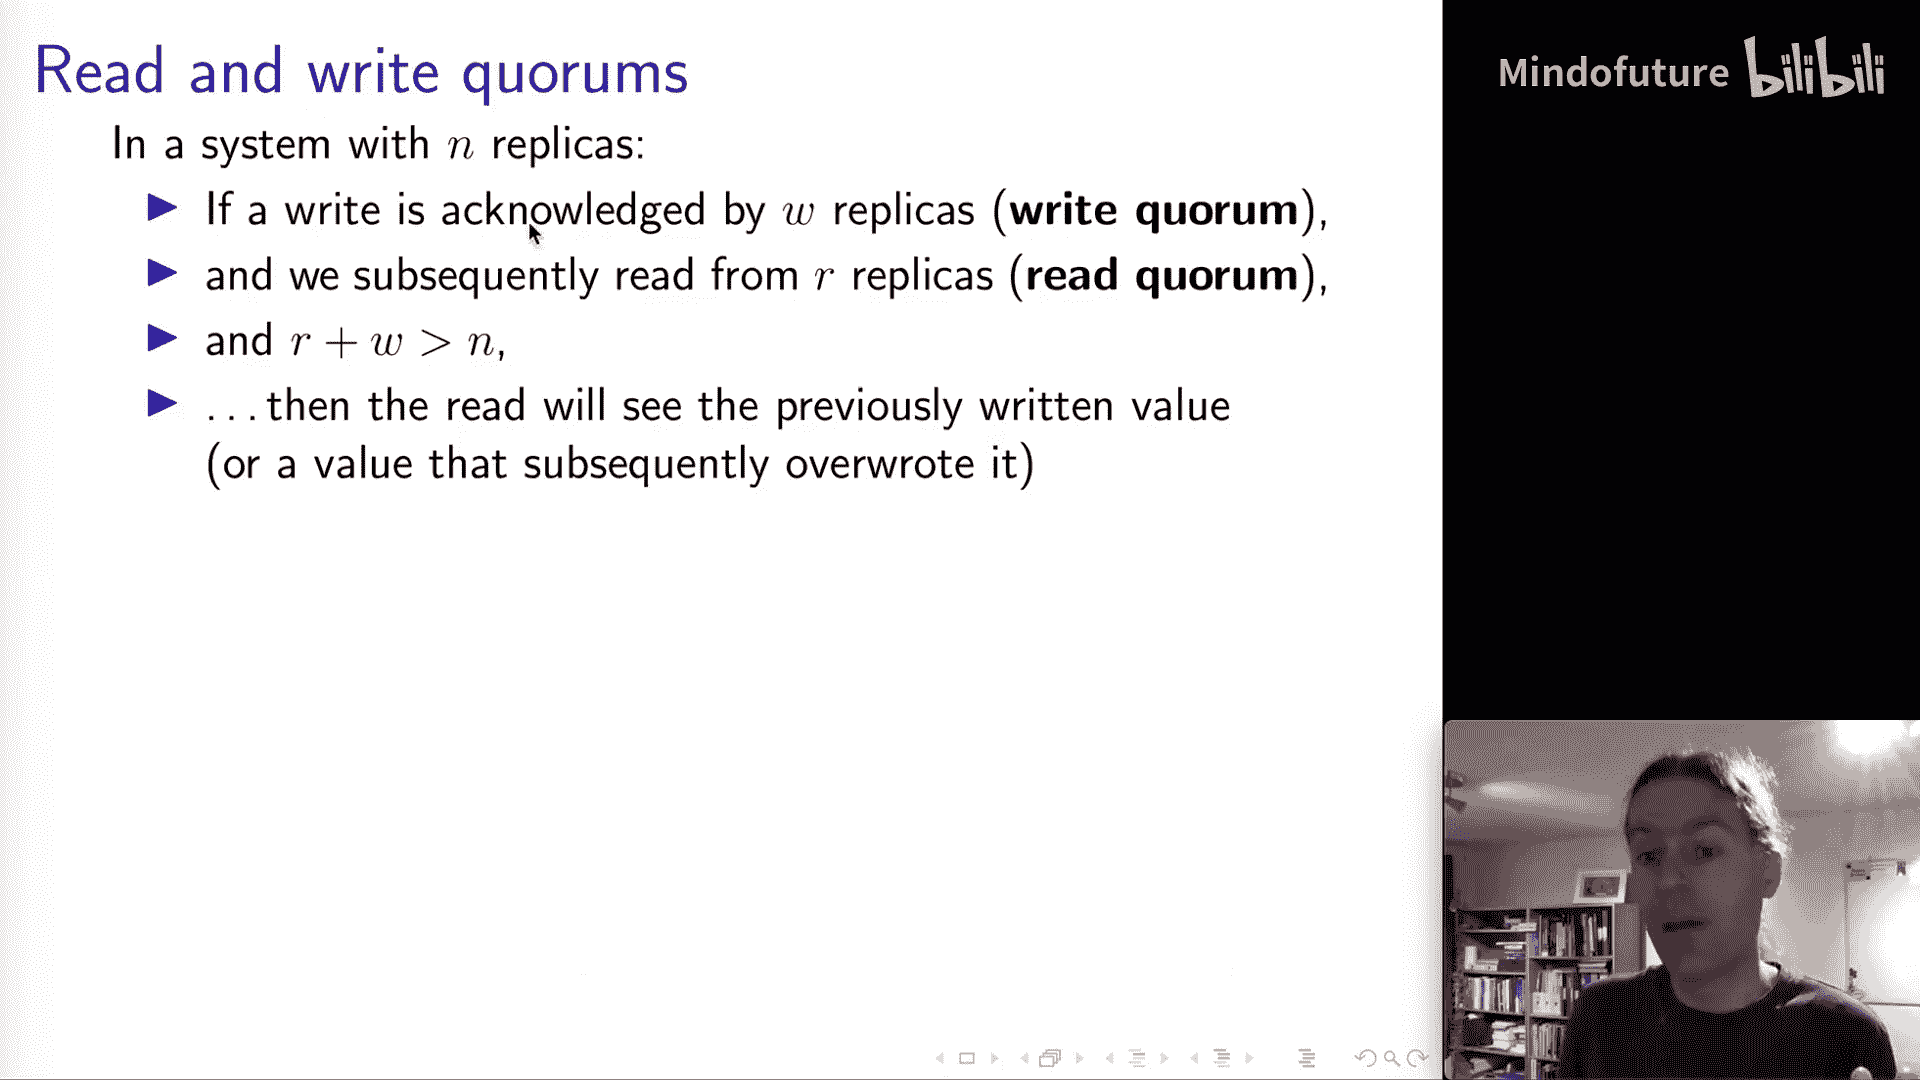 Read and write quorums
In a system with n replicas:
▶ If a write is acknowledged by w replicas (write quorum),
▶ and we subsequently read from r replicas (read quorum),
▶ and r + w > n,
▶ ...then the read will see the previously written value
(or a value that subsequently overwrote it)
Mindofuture bilibili